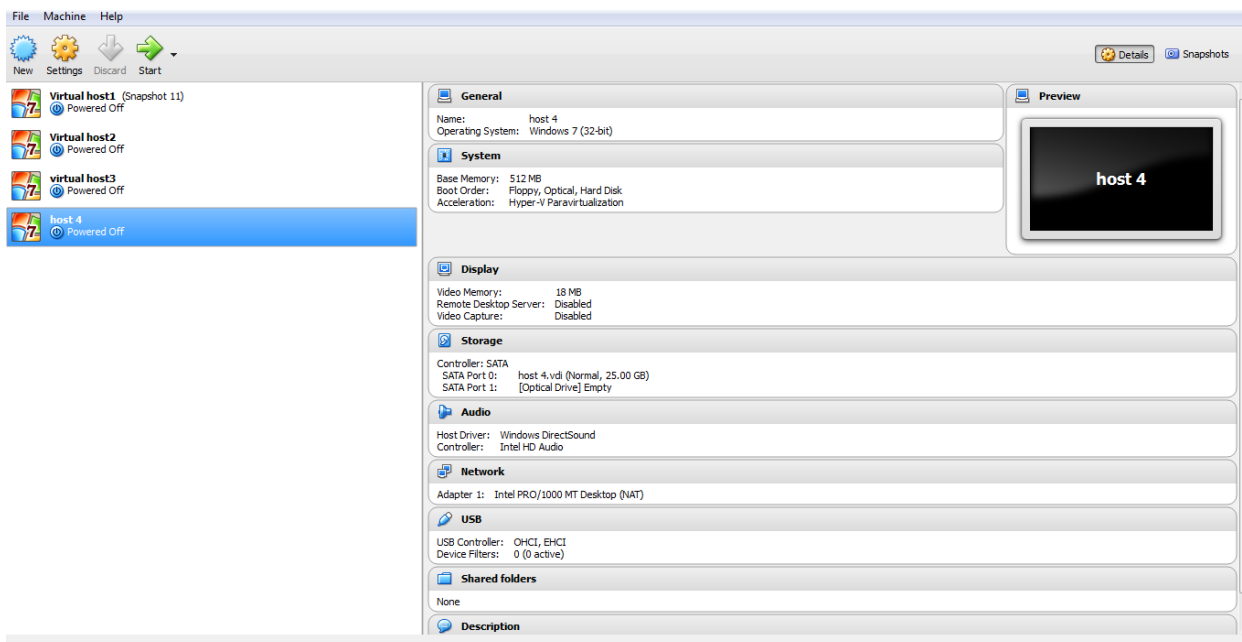 File Machine Help
New Settings Discard Start
Details Snapshots
Virtual host1 (Snapshot 11)
Powered Off
Virtual host2
Powered Off
virtual host3
Powered Off
host 4
Powered Off
General
Name: host 4
Operating System: Windows 7 (32-bit)
System
Base Memory: 512 MB
Boot Order: Floppy, Optical, Hard Disk
Acceleration: Hyper-V Paravirtualization
Preview
host 4
Display
Video Memory: 18 MB
Remote Desktop Server: Disabled
Video Capture: Disabled
Storage
Controller: SATA
SATA Port 0: host 4.vdi (Normal, 25.00 GB)
SATA Port 1: [Optical Drive] Empty
Audio
Host Driver: Windows DirectSound
Controller: Intel HD Audio
Network
Adapter 1: Intel PRO/1000 MT Desktop (NAT)
USB
USB Controller: OHCI, EHCI
Device Filters: 0 (0 active)
Shared folders
None
Description